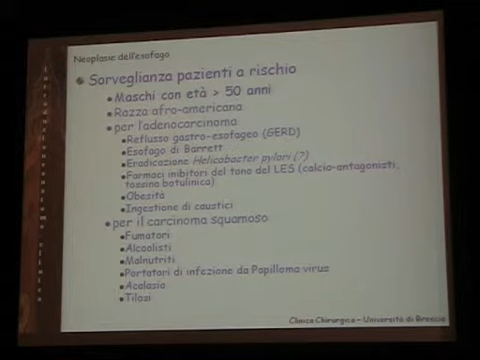 Neoplasie dell'esofago
Sorveglianza pazienti a rischio
Maschi con età > 50 anni
Razza afro-americana
per l'adenocarcinoma
Reflusso gastro-esofageo (GERD)
Esofago di Barrett
Eradicazione Helicobacter pylori (?)
Farmaci inibitori del tono del LES (calcio-antagonisti,
tossina botulinica)
Obesità
Ingestione di caustici
per il carcinoma squamoso
Fumatori
Alcoolisti
Malnutriti
Portatori di infezione da Papilloma virus
Acalasia
Tilosi
Clinica Chirurgica – Università di Brescia